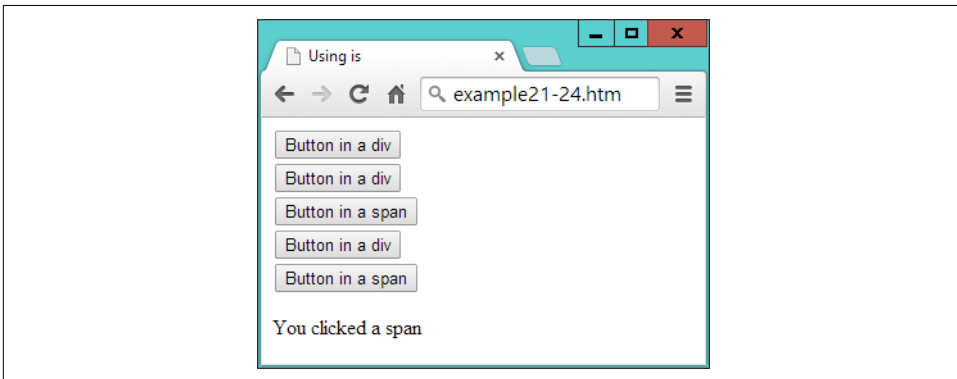 Using is
example21-24.htm
Button in a div
Button in a div
Button in a span
Button in a div
Button in a span
You clicked a span